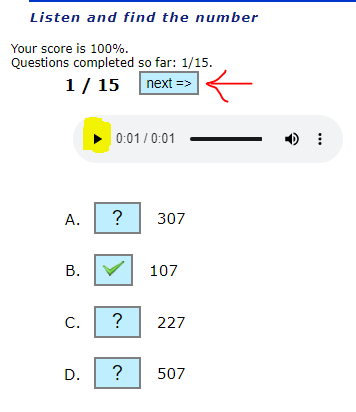 Listen and find the number
Your score is 100%.
Questions completed so far: 1/15.
1 / 15 next =>
0:01 / 0:01
A. ? 307
B. 107
C. ? 227
D. ? 507